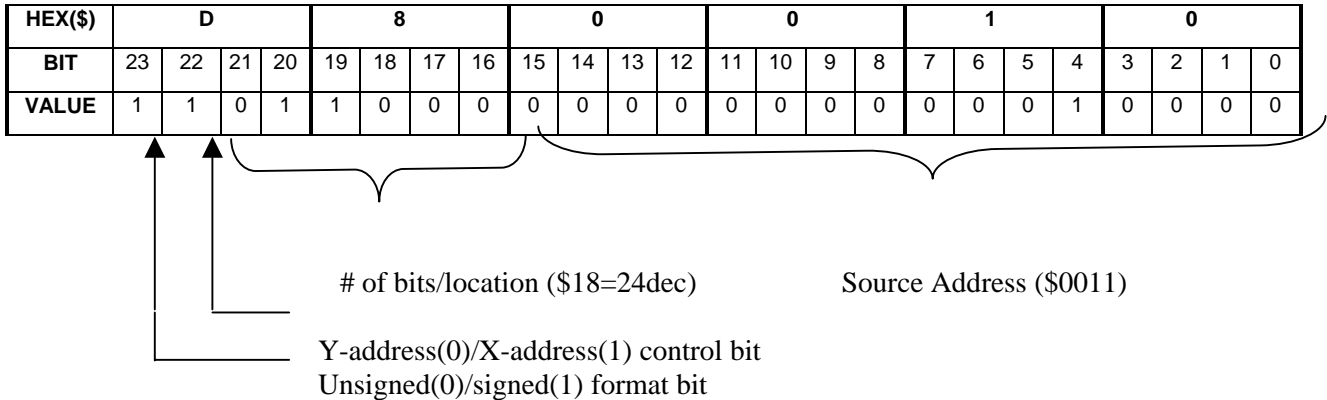 HEX($) D 8 0 0 1 0
BIT 23 22 21 20 19 18 17 16 15 14 13 12 11 10 9 8 7 6 5 4 3 2 1 0
VALUE 1 1 0 1 1 0 0 0 0 0 0 0 0 0 0 0 0 0 0 1 0 0 0 0
# of bits/location ($18=24dec) Source Address ($0011)
Y-address(0)/X-address(1) control bit
Unsigned(0)/signed(1) format bit